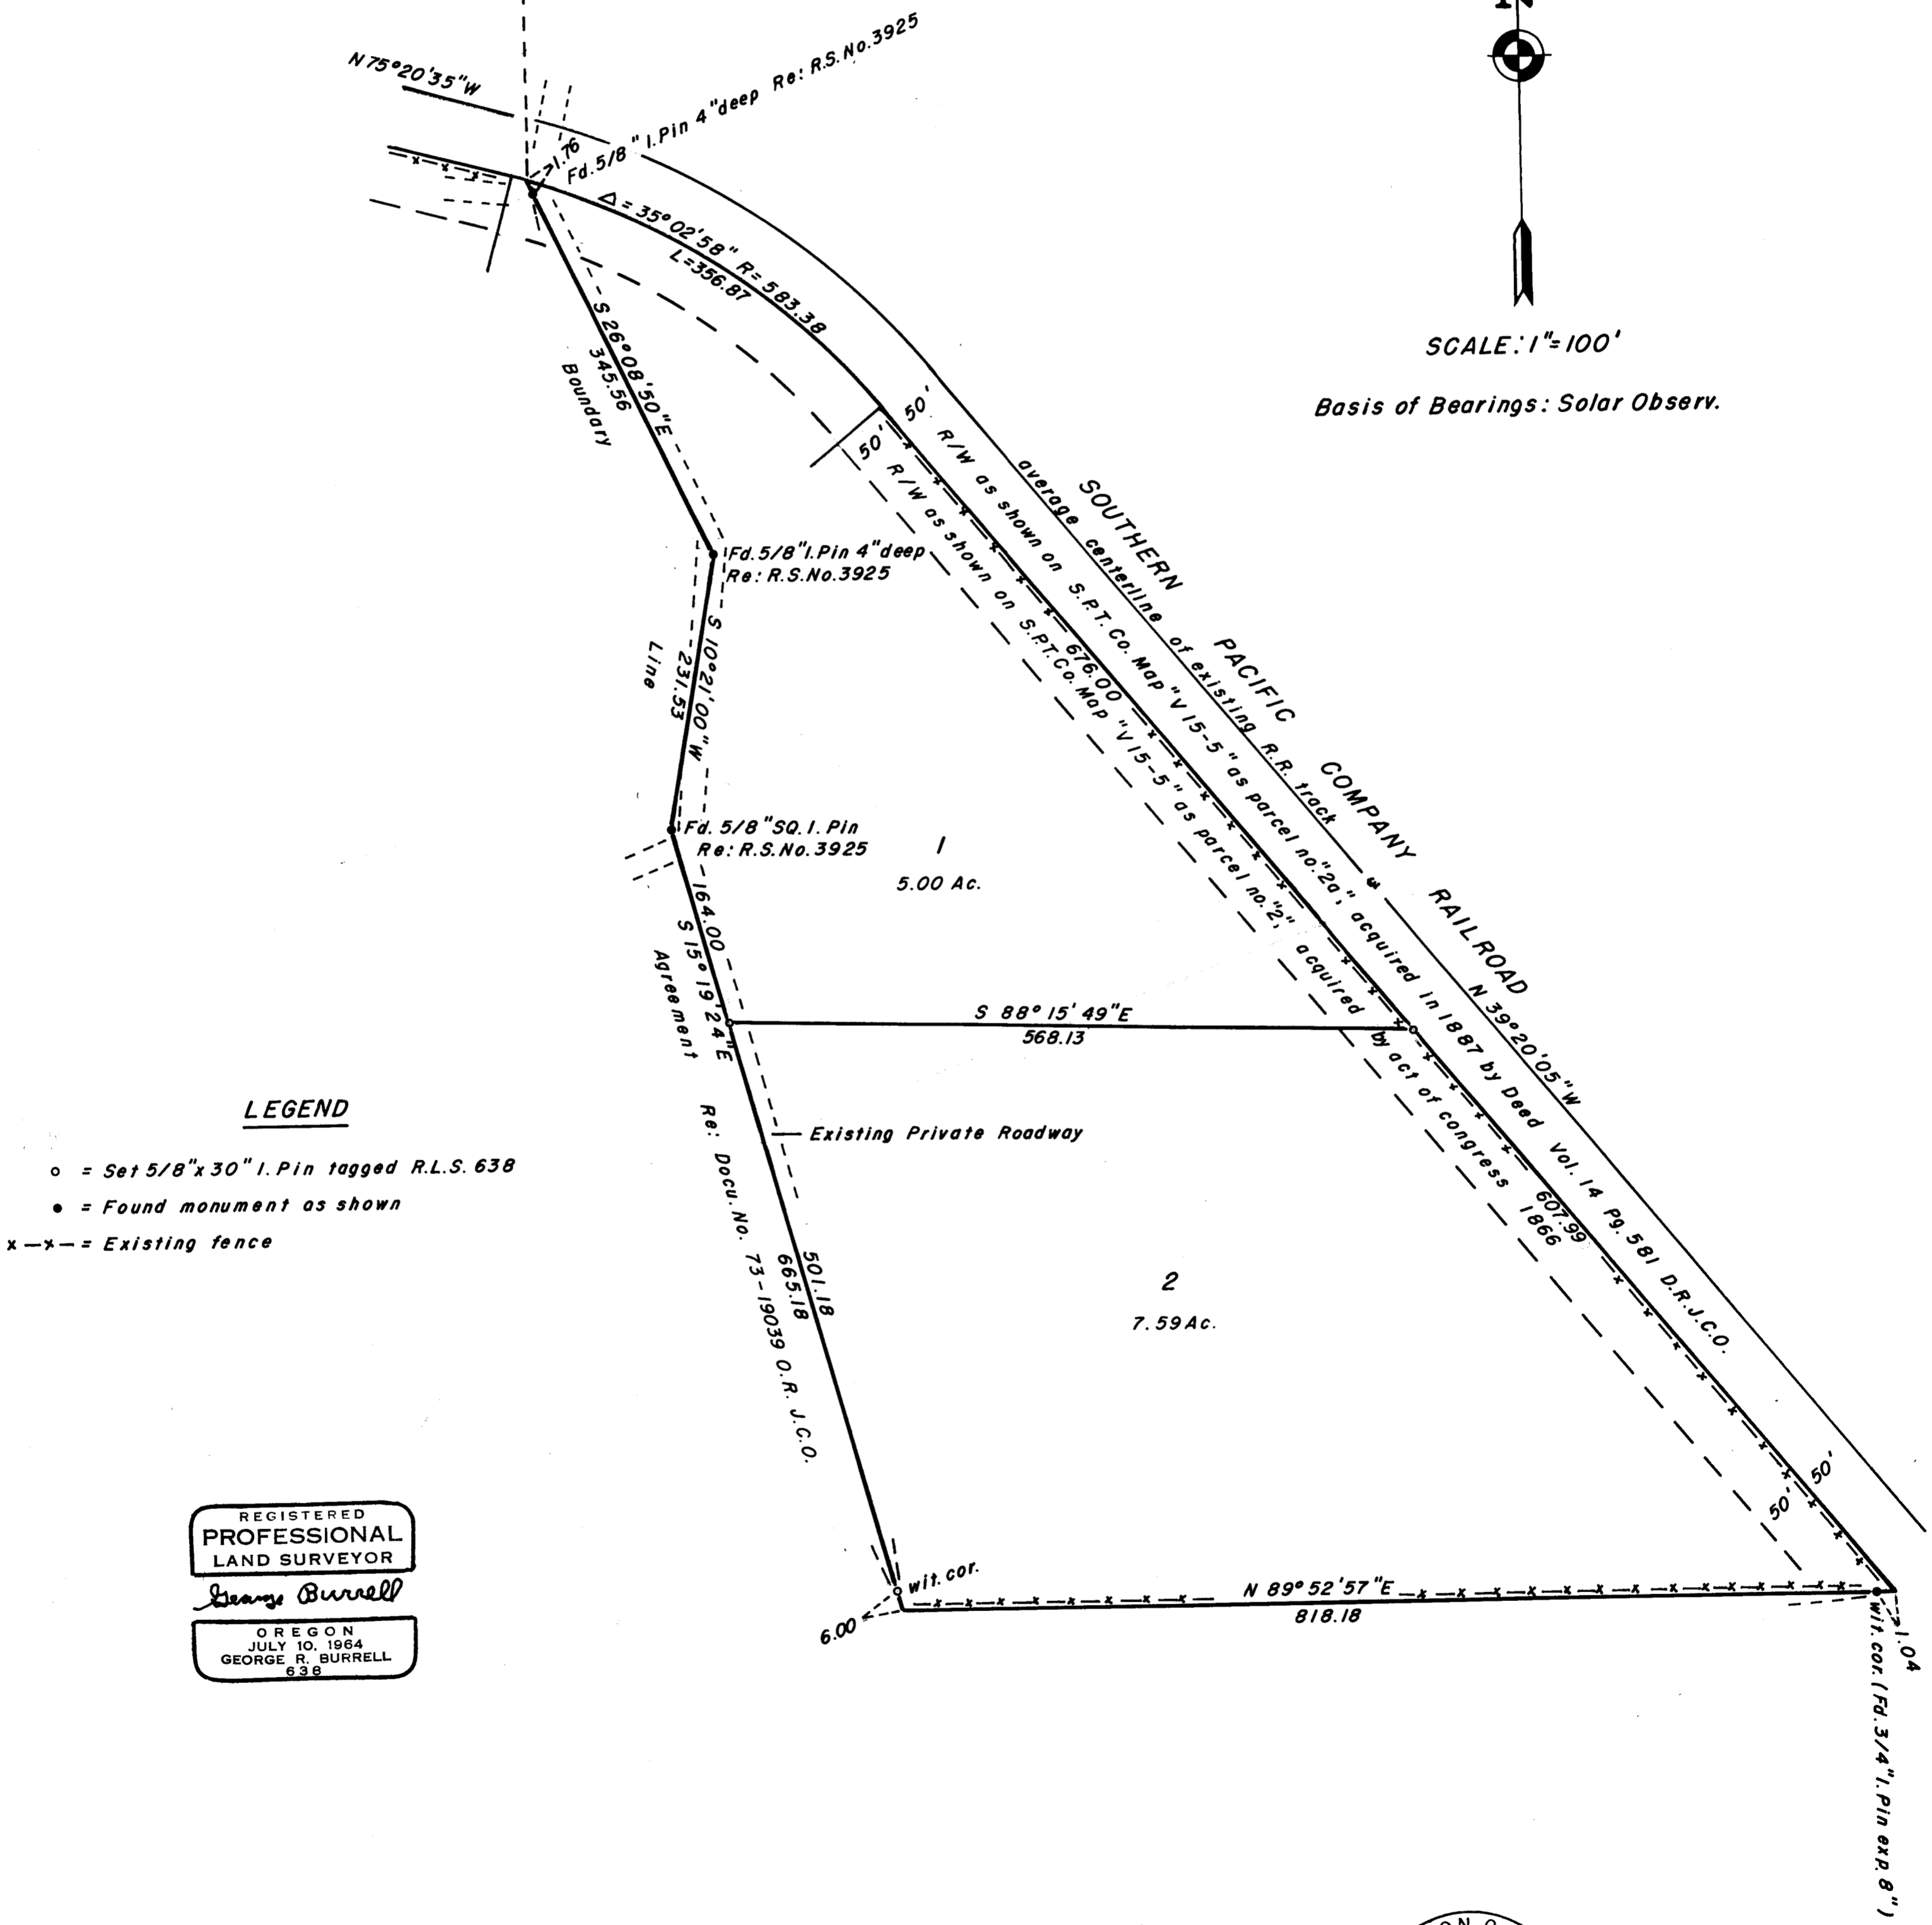 N
N 75°20'35"W
1.76
Fd. 5/8" I.Pin 4"deep Re: R.S.No.3925
Δ = 35°02'58" R= 583.38
L=356.87
SCALE: 1"=100'
Basis of Bearings: Solar Observ.
S 26°08'50"E
345.56
Boundary
50'
50'
R/W as shown on S.P.T. Co. Map "V15-5" as parcel no."2a", acquired in 1887 by Deed Vol. 14 Pg. 581 D.R.J.C.O.
R/W as shown on S.P.T.Co. Map "V15-5" as parcel no."2", acquired by act of congress 1866
average centerline of existing R.R. track
SOUTHERN PACIFIC COMPANY RAILROAD
N 39°20'05"W
Fd. 5/8"I.Pin 4"deep
Re: R.S.No.3925
S 10°21'00"W
231.53
Line
676.00
Fd. 5/8"SQ. I. Pin
Re: R.S.No.3925
1
5.00 Ac.
164.00
S 15°19'24"E
Agreement Re: Docu. No. 73-19039 O.R. J.C.O.
S 88°15'49"E
568.13
Existing Private Roadway
LEGEND
o = Set 5/8"x 30" I. Pin tagged R.L.S. 638
● = Found monument as shown
x—x— = Existing fence
501.18
665.18
607.99
2
7.59 Ac.
50'
50'
wit. cor.
6.00
N 89°52'57"E
818.18
1.04
wit. cor. (Fd. 3/4" I. Pin exp. 8")
REGISTERED
PROFESSIONAL
LAND SURVEYOR
George Burrell
OREGON
JULY 10, 1964
GEORGE R. BURRELL
638